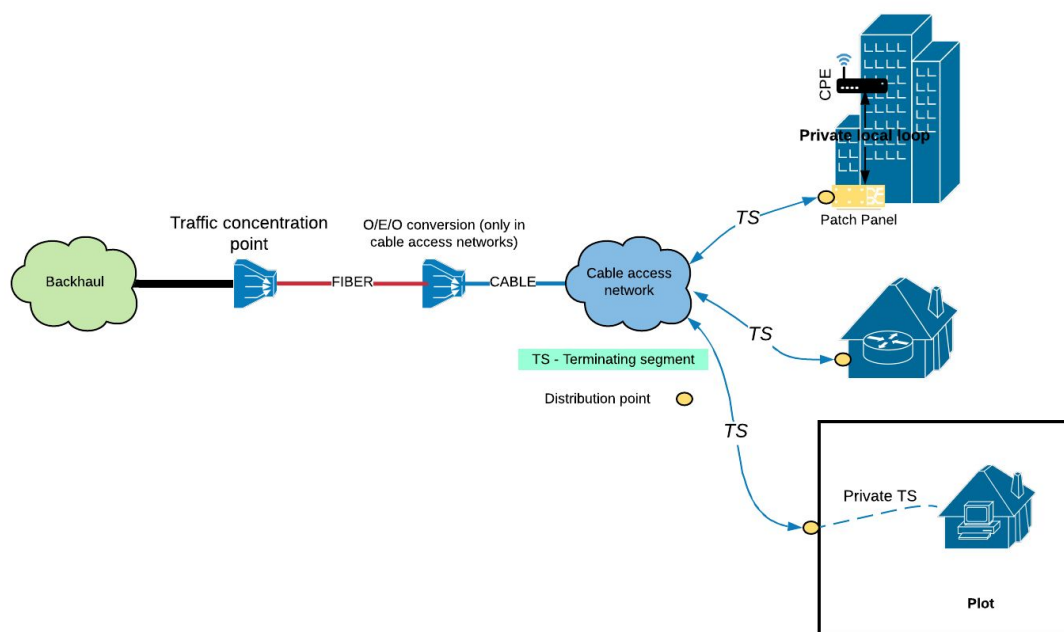 CPE
Private local loop
Patch Panel
TS
Traffic concentration
point
O/E/O conversion (only in
cable access networks)
Backhaul
FIBER
CABLE
Cable access
network
TS
TS - Terminating segment
Distribution point
TS
Private TS
Plot